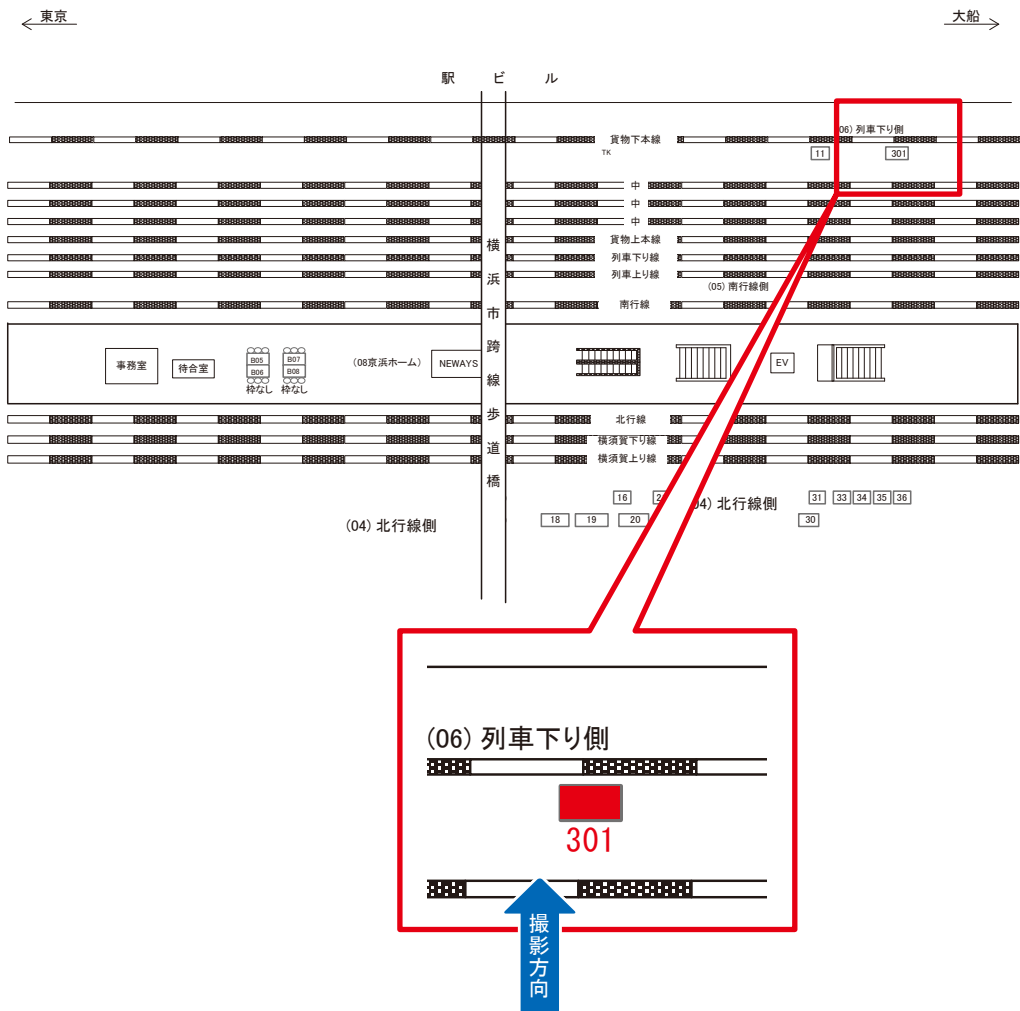 東京
大船
駅 ビ ル
貨物下本線
TK
(06) 列車下り側
11
301
中
中
中
貨物上本線
列車下り線
列車上り線
(05) 南行線側
南行線
横浜市跨線歩道橋
事務室
待合室
B05
B06
枠なし
B07
B08
枠なし
(08京浜ホーム)
NEWAYS
EV
北行線
横須賀下り線
横須賀上り線
16
18
19
20
(04) 北行線側
04) 北行線側
31
33
34
35
36
30
(06) 列車下り側
301
撮影方向